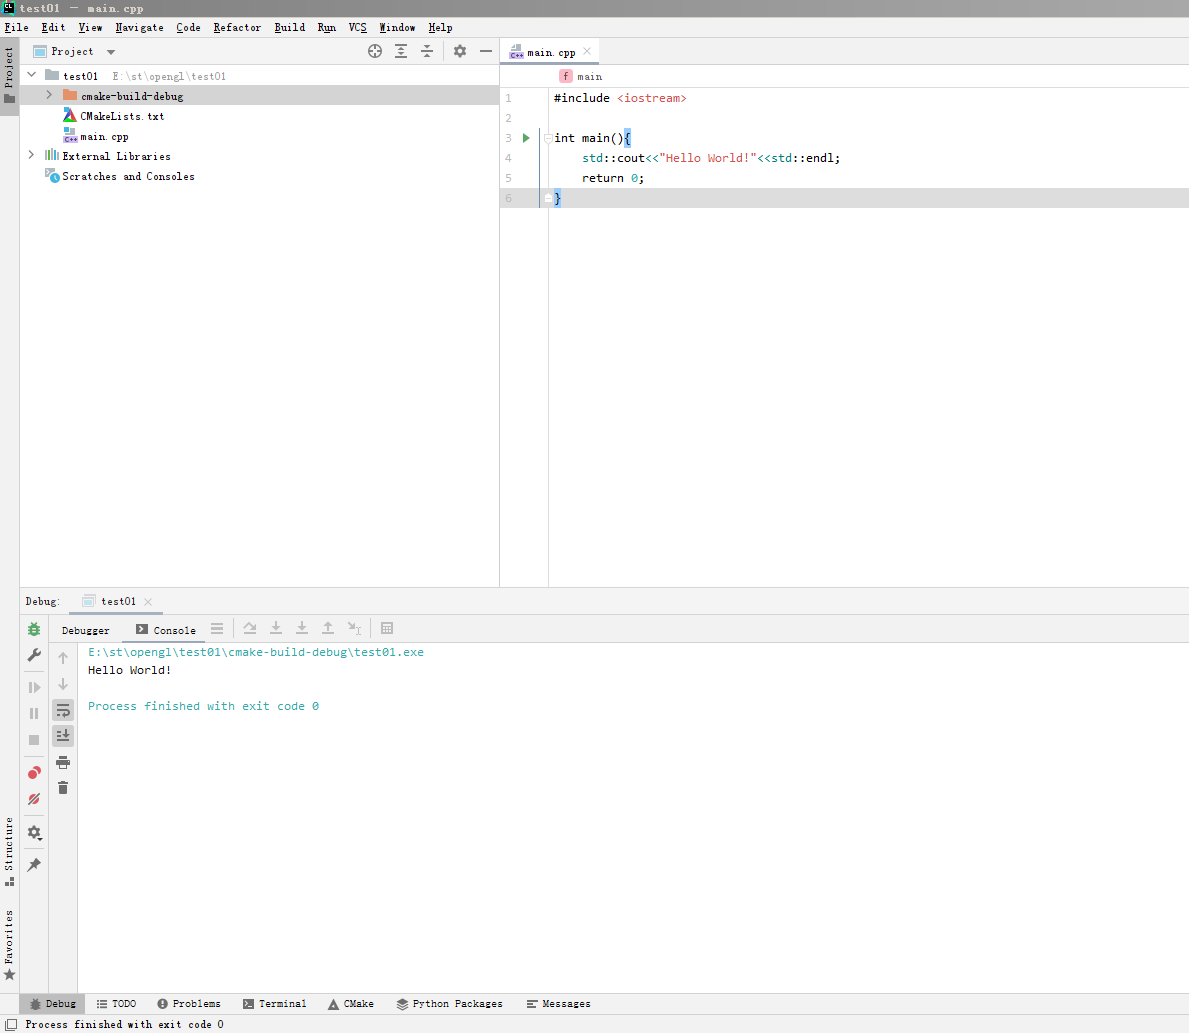 test01 — main.cpp
File Edit View Navigate Code Refactor Build Run VCS Window Help
Project
Project
main.cpp
test01 E:\st\opengl\test01
cmake-build-debug
CMakeLists.txt
main.cpp
External Libraries
Scratches and Consoles
f main
1 #include <iostream>
2
3 int main(){
4 std::cout<<"Hello World!"<<std::endl;
5 return 0;
6 }
Debug: test01
Debugger Console
E:\st\opengl\test01\cmake-build-debug\test01.exe
Hello World!
Process finished with exit code 0
Structure
Favorites
Debug TODO Problems Terminal CMake Python Packages Messages
Process finished with exit code 0